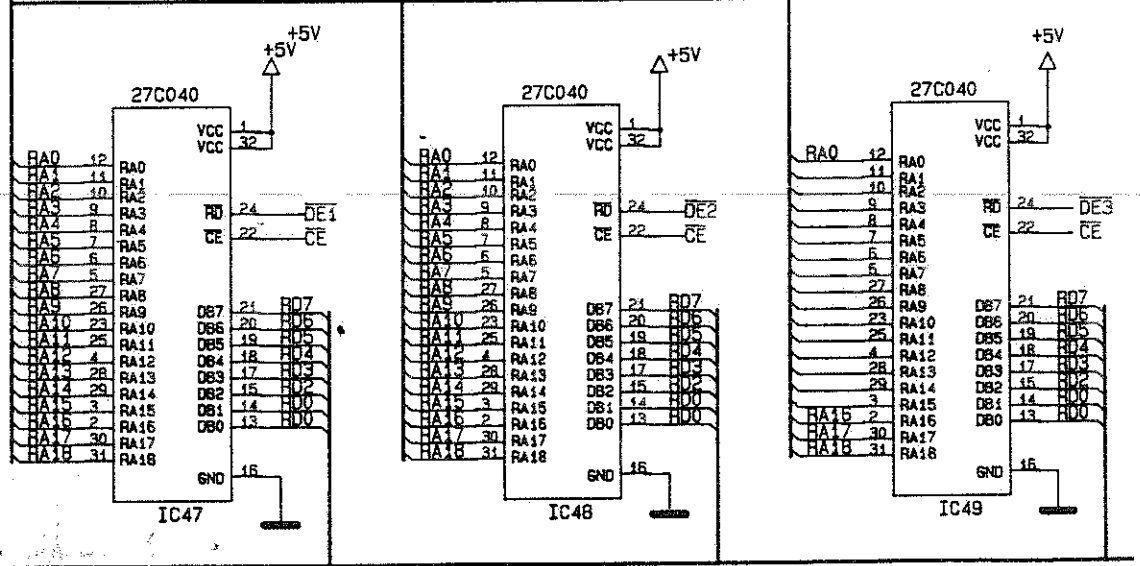 +5V
+5V
27C040
VCC 1
VCC 32
RA0 12 RA0
RA1 11 RA1
RA2 10 RA2
RA3 9 RA3
RA4 8 RA4
RA5 7 RA5
RA6 6 RA6
RA7 5 RA7
RA8 27 RA8
RA9 26 RA9
RA10 23 RA10
RA11 25 RA11
RA12 4 RA12
RA13 28 RA13
RA14 29 RA14
RA15 3 RA15
RA16 2 RA16
RA17 30 RA17
RA18 31 RA18
RD 24 DE1
CE 22 CE
DB7 21 RD7
DB6 20 RD6
DB5 19 RD5
DB4 18 RD4
DB3 17 RD3
DB2 15 RD2
DB1 14 RD0
DB0 13 RD0
GND 16
IC47
+5V
27C040
VCC 1
VCC 32
RA0 12 RA0
RA1 11 RA1
RA2 10 RA2
RA3 9 RA3
RA4 8 RA4
RA5 7 RA5
RA6 6 RA6
RA7 5 RA7
RA8 27 RA8
RA9 26 RA9
RA10 23 RA10
RA11 25 RA11
RA12 4 RA12
RA13 28 RA13
RA14 29 RA14
RA15 3 RA15
RA16 2 RA16
RA17 30 RA17
RA18 31 RA18
RD 24 DE2
CE 22 CE
DB7 21 RD7
DB6 20 RD6
DB5 19 RD5
DB4 18 RD4
DB3 17 RD3
DB2 15 RD2
DB1 14 RD0
DB0 13 RD0
GND 16
IC48
+5V
27C040
VCC 1
VCC 32
RA0 12 RA0
11 RA1
10 RA2
9 RA3
8 RA4
7 RA5
6 RA6
5 RA7
27 RA8
26 RA9
23 RA10
25 RA11
4 RA12
28 RA13
29 RA14
3 RA15
RA16 2 RA16
RA17 30 RA17
RA18 31 RA18
RD 24 DE3
CE 22 CE
DB7 21 RD7
DB6 20 RD6
DB5 19 RD5
DB4 18 RD4
DB3 17 RD3
DB2 15 RD2
DB1 14 RD0
DB0 13 RD0
GND 16
IC49